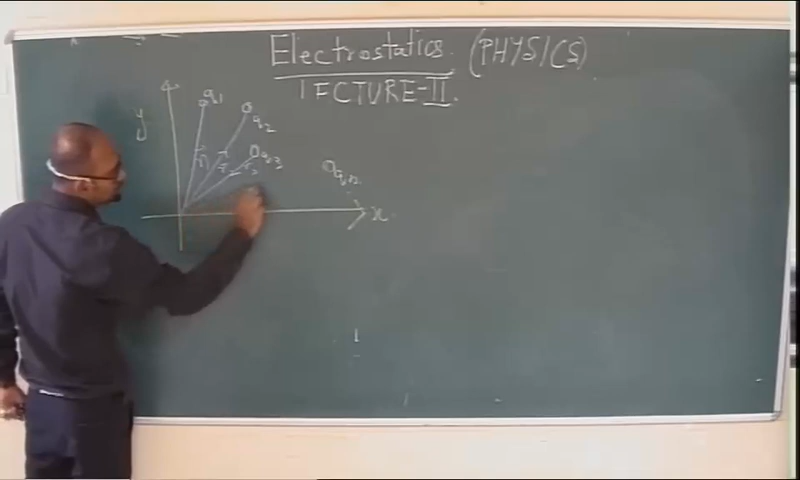 Electrostatics. (PHYSICS)
LECTURE-II.
y
q1
q2
q3
qn
x